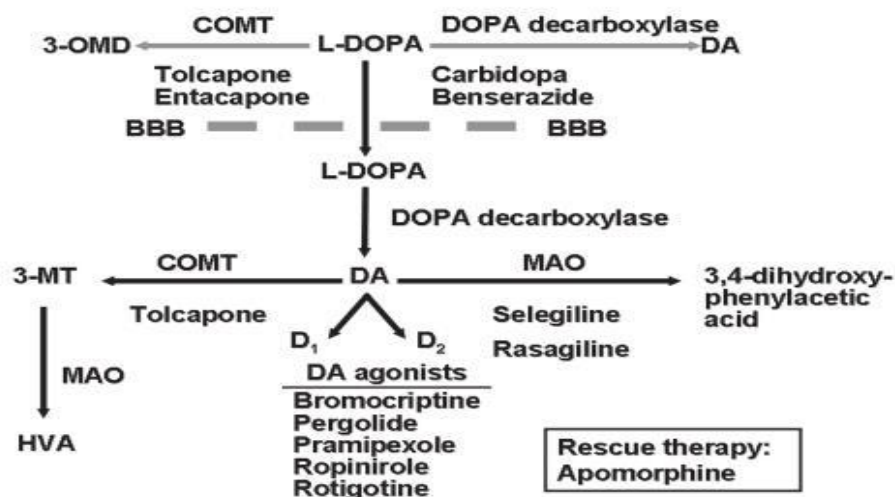 COMT
DOPA decarboxylase
3-OMD
L-DOPA
DA
Tolcapone
Entacapone
Carbidopa
Benserazide
BBB
BBB
L-DOPA
DOPA decarboxylase
3-MT
COMT
DA
MAO
3,4-dihydroxy-
phenylacetic
acid
Tolcapone
Selegiline
Rasagiline
D1
D2
MAO
DA agonists
Bromocriptine
Pergolide
Pramipexole
Ropinirole
Rotigotine
HVA
Rescue therapy:
Apomorphine